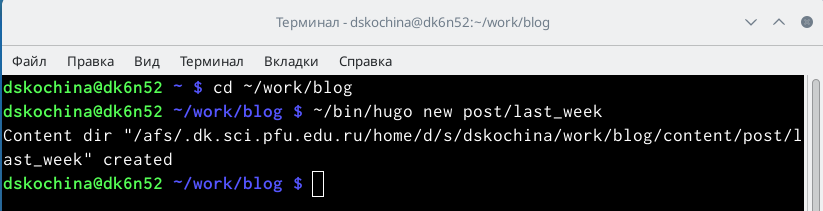 Терминал - dskochina@dk6n52:~/work/blog
Файл Правка Вид Терминал Вкладки Справка
dskochina@dk6n52 ~ $ cd ~/work/blog
dskochina@dk6n52 ~/work/blog $ ~/bin/hugo new post/last_week
Content dir "/afs/.dk.sci.pfu.edu.ru/home/d/s/dskochina/work/blog/content/post/l
ast_week" created
dskochina@dk6n52 ~/work/blog $